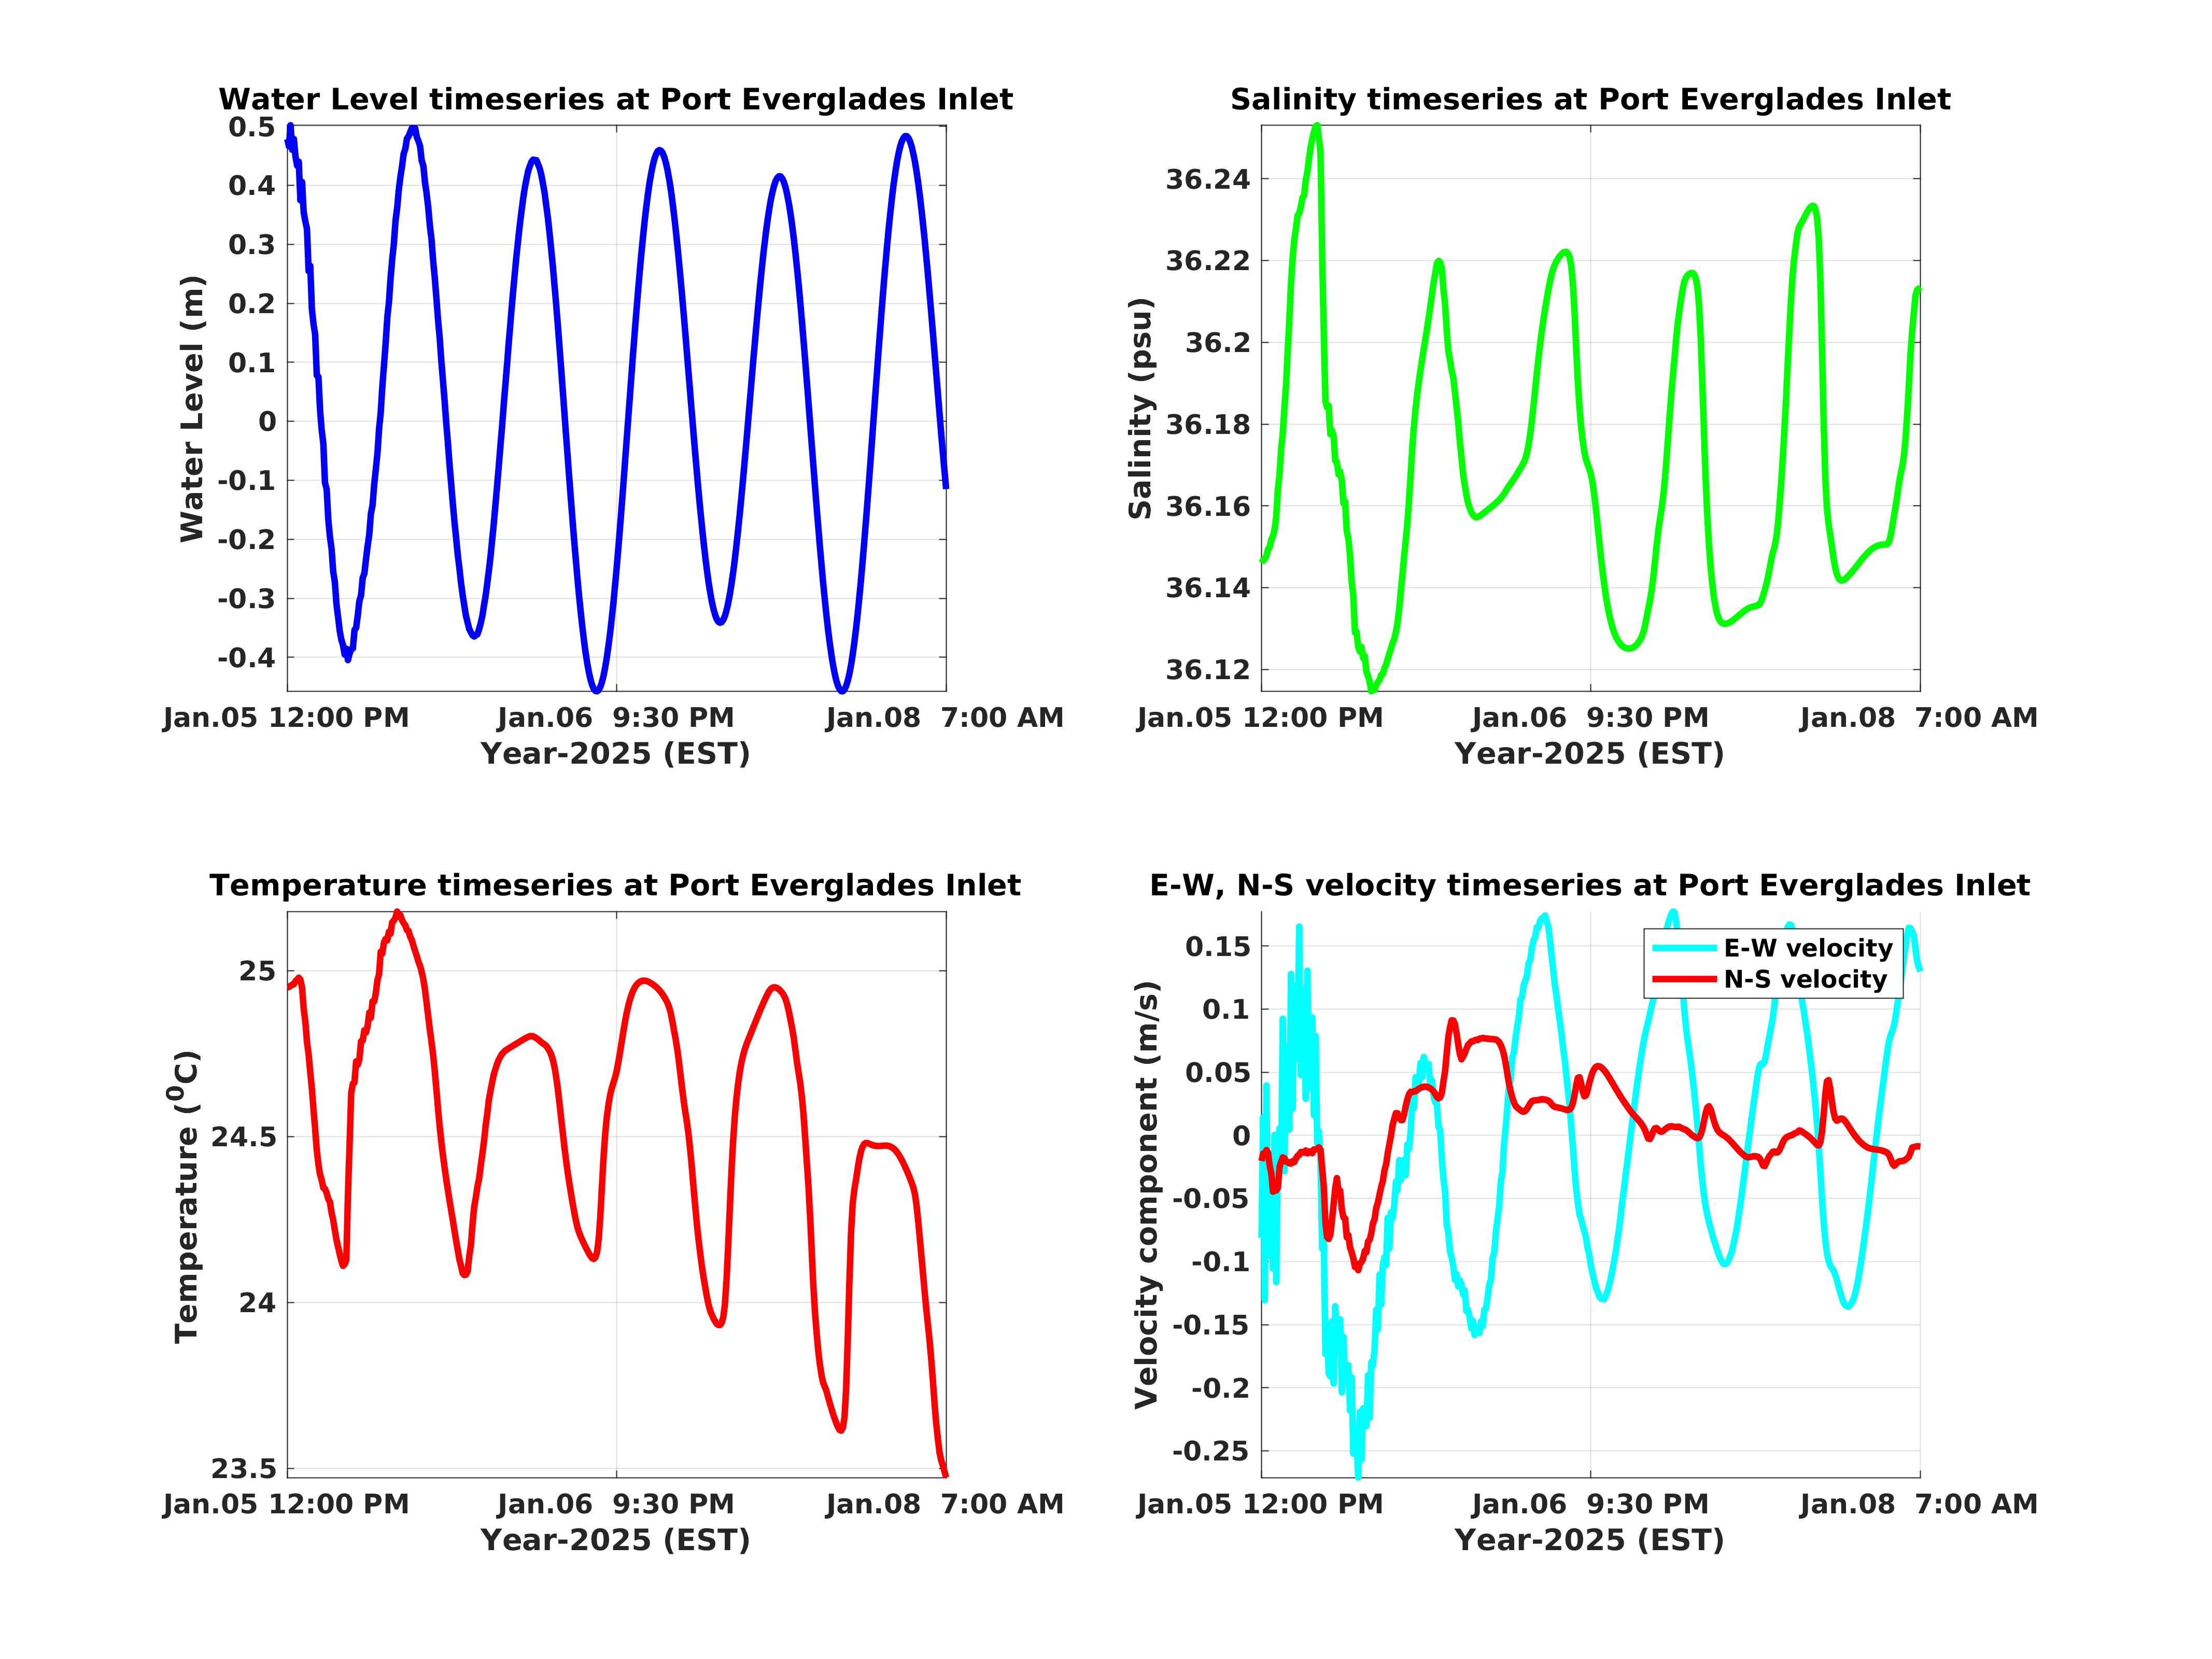 Water Level timeseries at Port Everglades Inlet
0.5
0.4
0.3
0.2
0.1
0
-0.1
-0.2
-0.3
-0.4
Water Level (m)
Jan.05 12:00 PM
Jan.06 9:30 PM
Jan.08 7:00 AM
Year-2025 (EST)
Salinity timeseries at Port Everglades Inlet
36.24
36.22
36.2
36.18
36.16
36.14
36.12
Salinity (psu)
Jan.05 12:00 PM
Jan.06 9:30 PM
Jan.08 7:00 AM
Year-2025 (EST)
Temperature timeseries at Port Everglades Inlet
25
24.5
24
23.5
Temperature (⁰C)
Jan.05 12:00 PM
Jan.06 9:30 PM
Jan.08 7:00 AM
Year-2025 (EST)
E-W, N-S velocity timeseries at Port Everglades Inlet
E-W velocity
N-S velocity
0.15
0.1
0.05
0
-0.05
-0.1
-0.15
-0.2
-0.25
Velocity component (m/s)
Jan.05 12:00 PM
Jan.06 9:30 PM
Jan.08 7:00 AM
Year-2025 (EST)